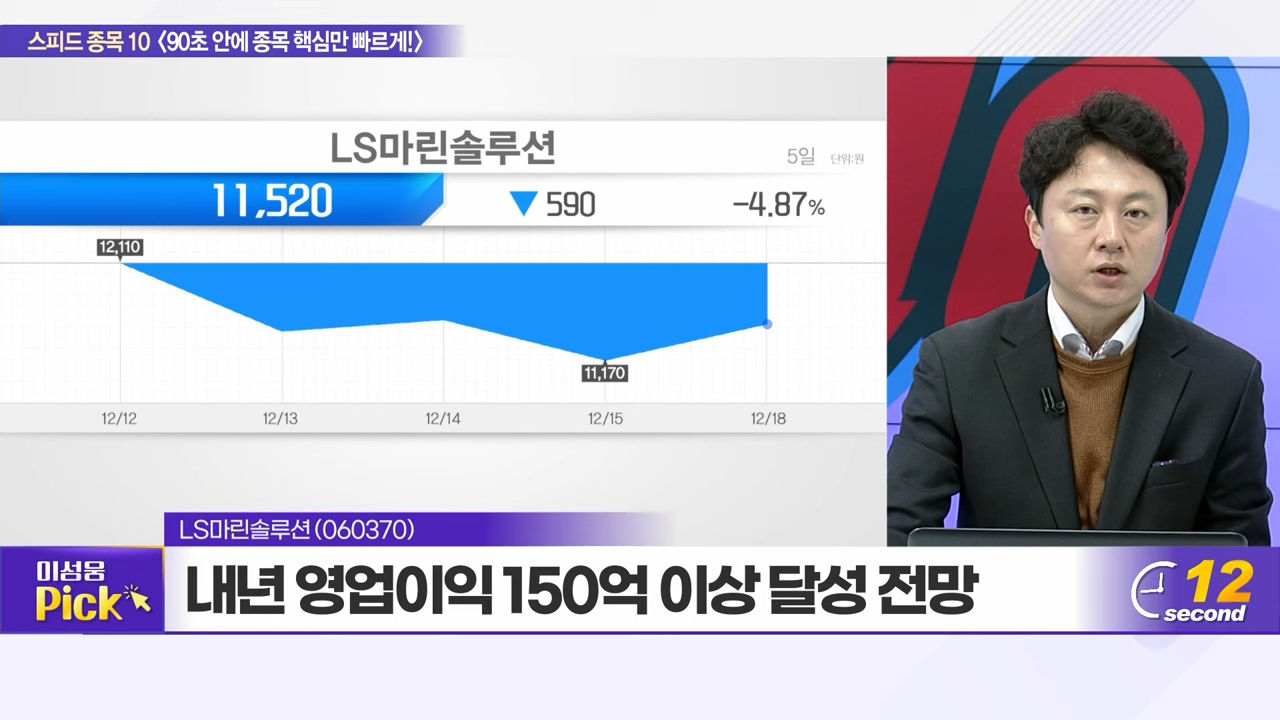 스피드 종목 10 〈90초 안에 종목 핵심만 빠르게!〉
LS마린솔루션
5일 단위:원
11,520 ▼ 590 -4.87%
12,110
11,170
12/12 12/13 12/14 12/15 12/18
LS마린솔루션(060370)
이성웅
Pick
내년 영업이익 150억 이상 달성 전망
12
second